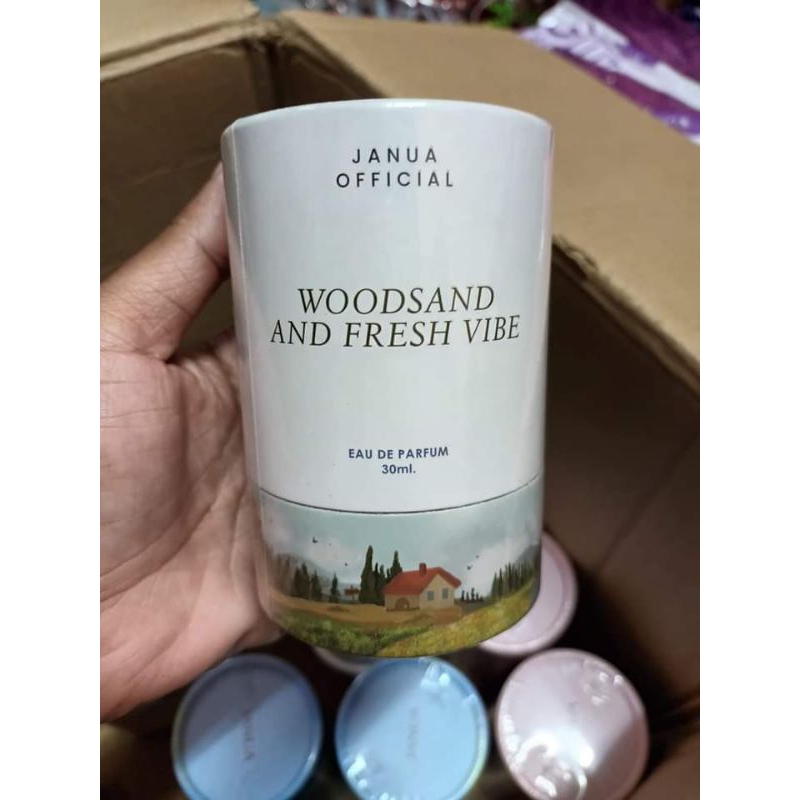 JANUA
OFFICIAL
WOODSAND
AND FRESH VIBE
EAU DE PARFUM
30ml.